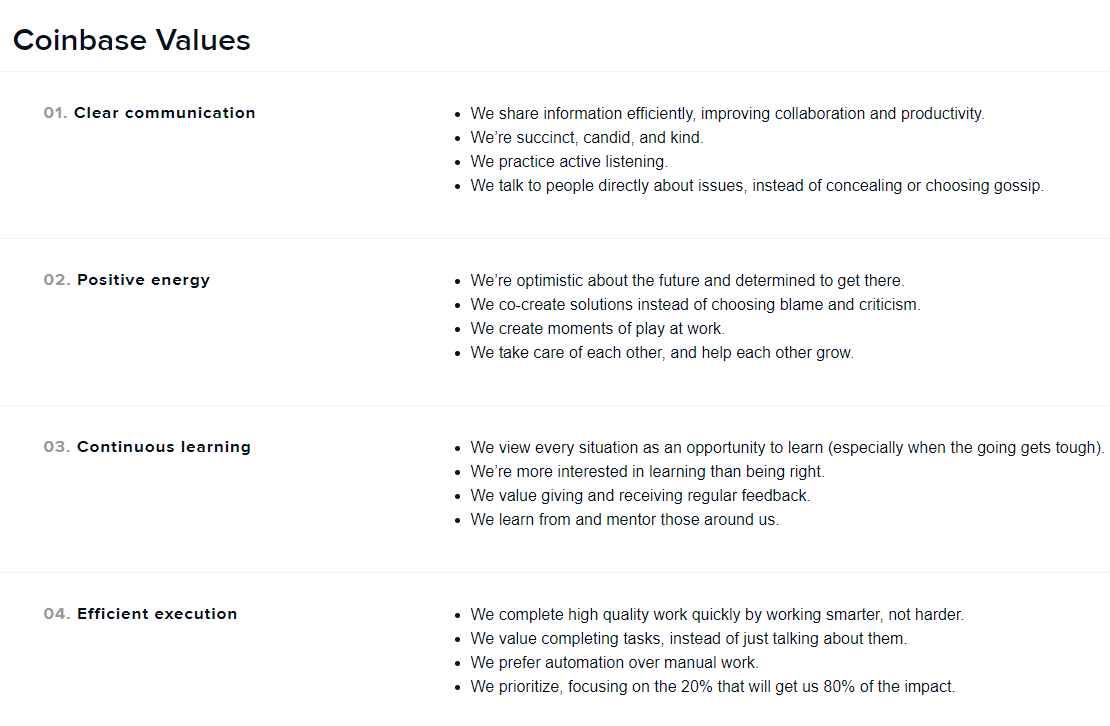 Coinbase Values
01. Clear communication
• We share information efficiently, improving collaboration and productivity.
• We’re succinct, candid, and kind.
• We practice active listening.
• We talk to people directly about issues, instead of concealing or choosing gossip.
02. Positive energy
• We’re optimistic about the future and determined to get there.
• We co-create solutions instead of choosing blame and criticism.
• We create moments of play at work.
• We take care of each other, and help each other grow.
03. Continuous learning
• We view every situation as an opportunity to learn (especially when the going gets tough).
• We’re more interested in learning than being right.
• We value giving and receiving regular feedback.
• We learn from and mentor those around us.
04. Efficient execution
• We complete high quality work quickly by working smarter, not harder.
• We value completing tasks, instead of just talking about them.
• We prefer automation over manual work.
• We prioritize, focusing on the 20% that will get us 80% of the impact.